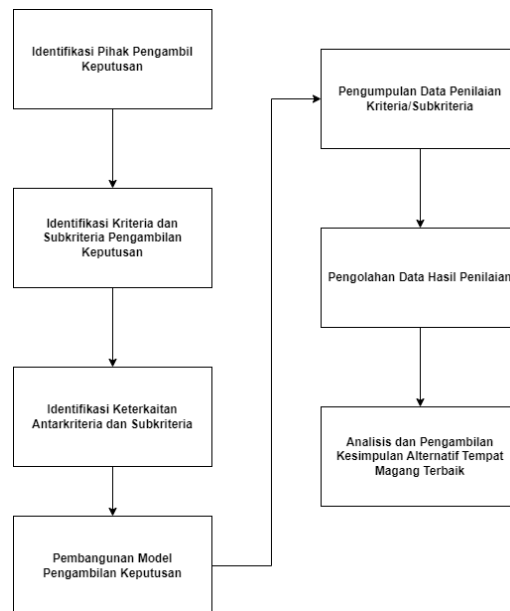 Identifikasi Pihak Pengambil
Keputusan
Identifikasi Kriteria dan
Subkriteria Pengambilan
Keputusan
Identifikasi Keterkaitan
Antarkriteria dan Subkriteria
Pembangunan Model
Pengambilan Keputusan
Pengumpulan Data Penilaian
Kriteria/Subkriteria
Pengolahan Data Hasil Penilaian
Analisis dan Pengambilan
Kesimpulan Alternatif Tempat
Magang Terbaik